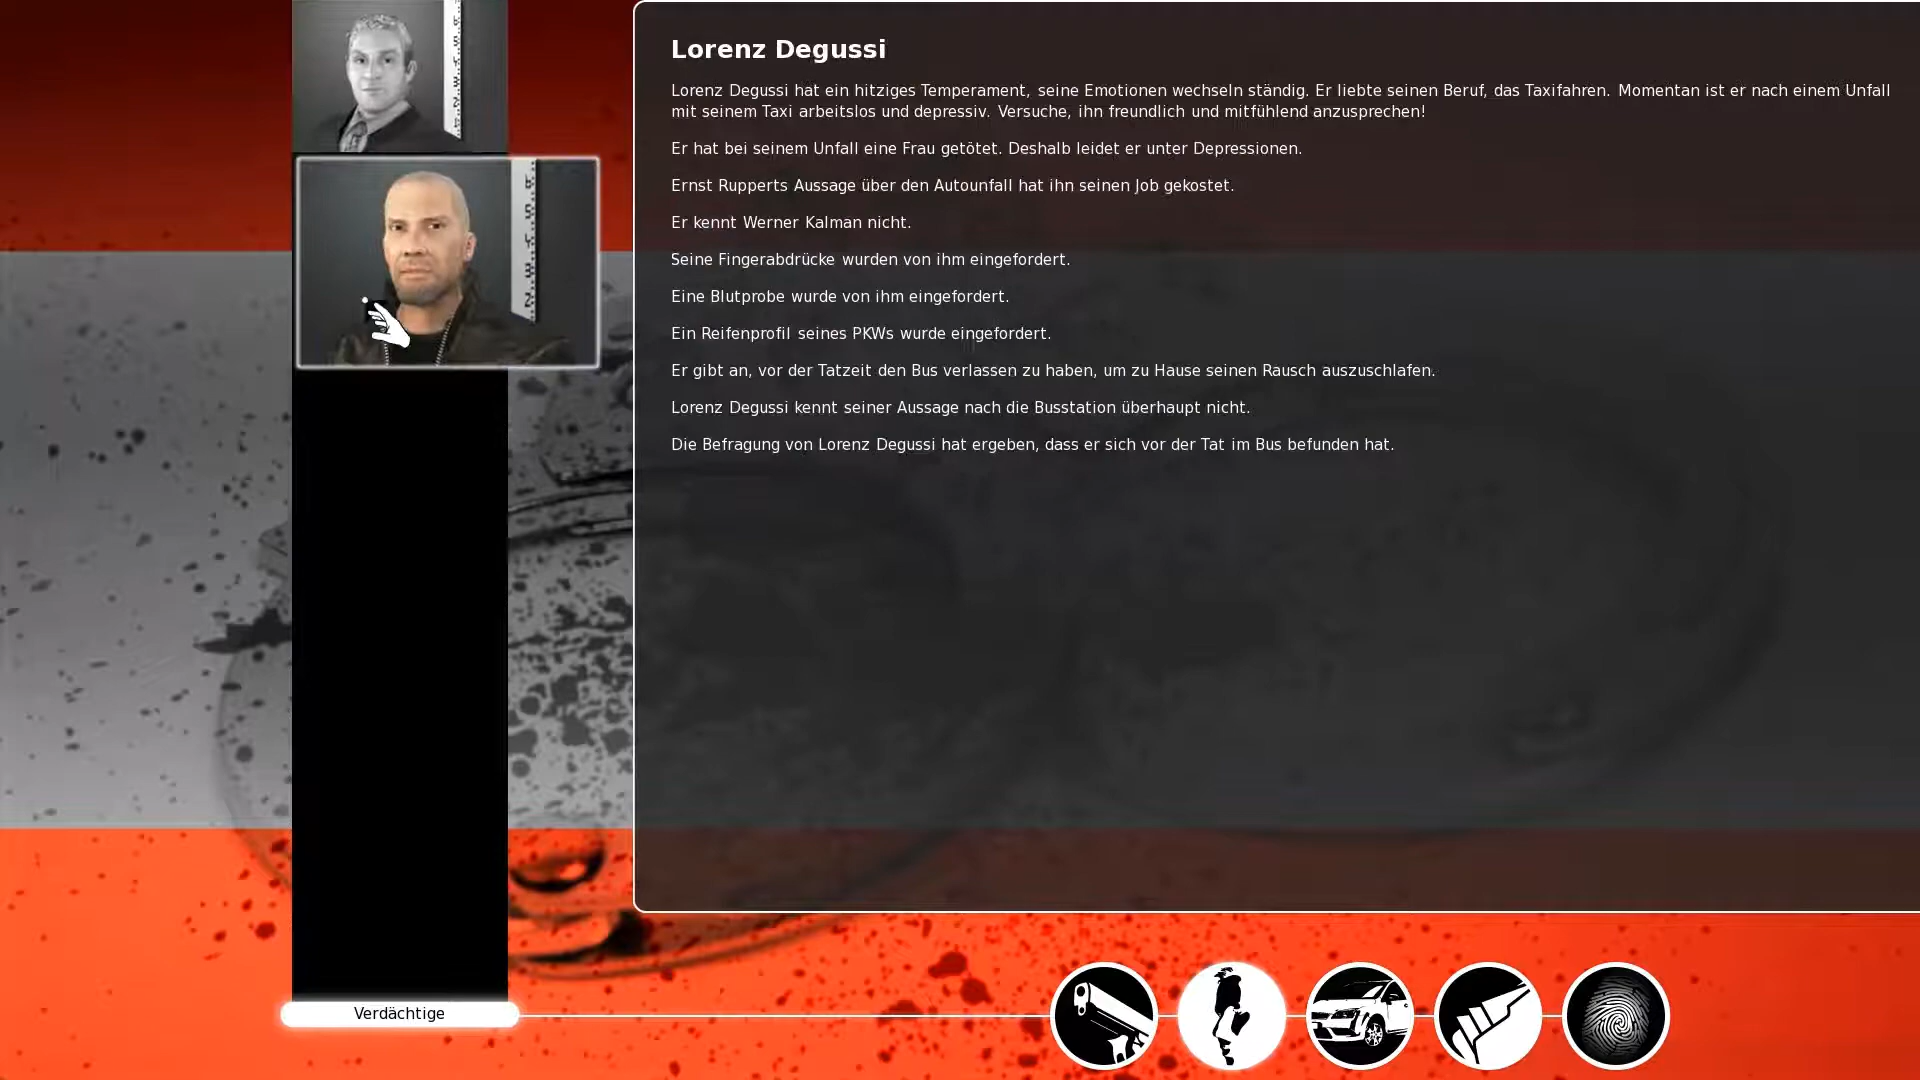 Lorenz Degussi
Lorenz Degussi hat ein hitziges Temperament, seine Emotionen wechseln ständig. Er liebte seinen Beruf, das Taxifahren. Momentan ist er nach einem Unfall
mit seinem Taxi arbeitslos und depressiv. Versuche, ihn freundlich und mitfühlend anzusprechen!
Er hat bei seinem Unfall eine Frau getötet. Deshalb leidet er unter Depressionen.
Ernst Rupperts Aussage über den Autounfall hat ihn seinen Job gekostet.
Er kennt Werner Kalman nicht.
Seine Fingerabdrücke wurden von ihm eingefordert.
Eine Blutprobe wurde von ihm eingefordert.
Ein Reifenprofil seines PKWs wurde eingefordert.
Er gibt an, vor der Tatzeit den Bus verlassen zu haben, um zu Hause seinen Rausch auszuschlafen.
Lorenz Degussi kennt seiner Aussage nach die Busstation überhaupt nicht.
Die Befragung von Lorenz Degussi hat ergeben, dass er sich vor der Tat im Bus befunden hat.
Verdächtige